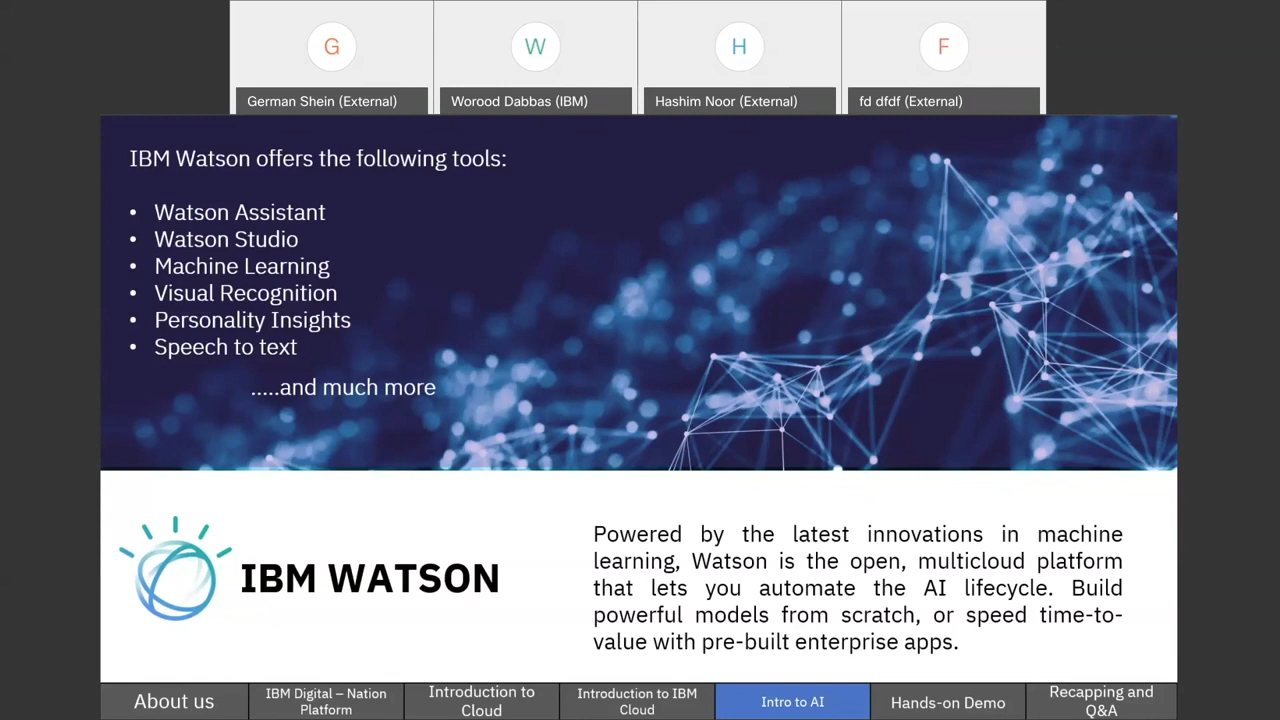 G
W
H
F
German Shein (External)
Worood Dabbas (IBM)
Hashim Noor (External)
fd dfdf (External)
IBM Watson offers the following tools:
• Watson Assistant
• Watson Studio
• Machine Learning
• Visual Recognition
• Personality Insights
• Speech to text
.....and much more
IBM WATSON
Powered by the latest innovations in machine
learning, Watson is the open, multicloud platform
that lets you automate the AI lifecycle. Build
powerful models from scratch, or speed time-to-
value with pre-built enterprise apps.
About us
IBM Digital – Nation
Platform
Introduction to
Cloud
Introduction to IBM
Cloud
Intro to AI
Hands-on Demo
Recapping and
Q&A